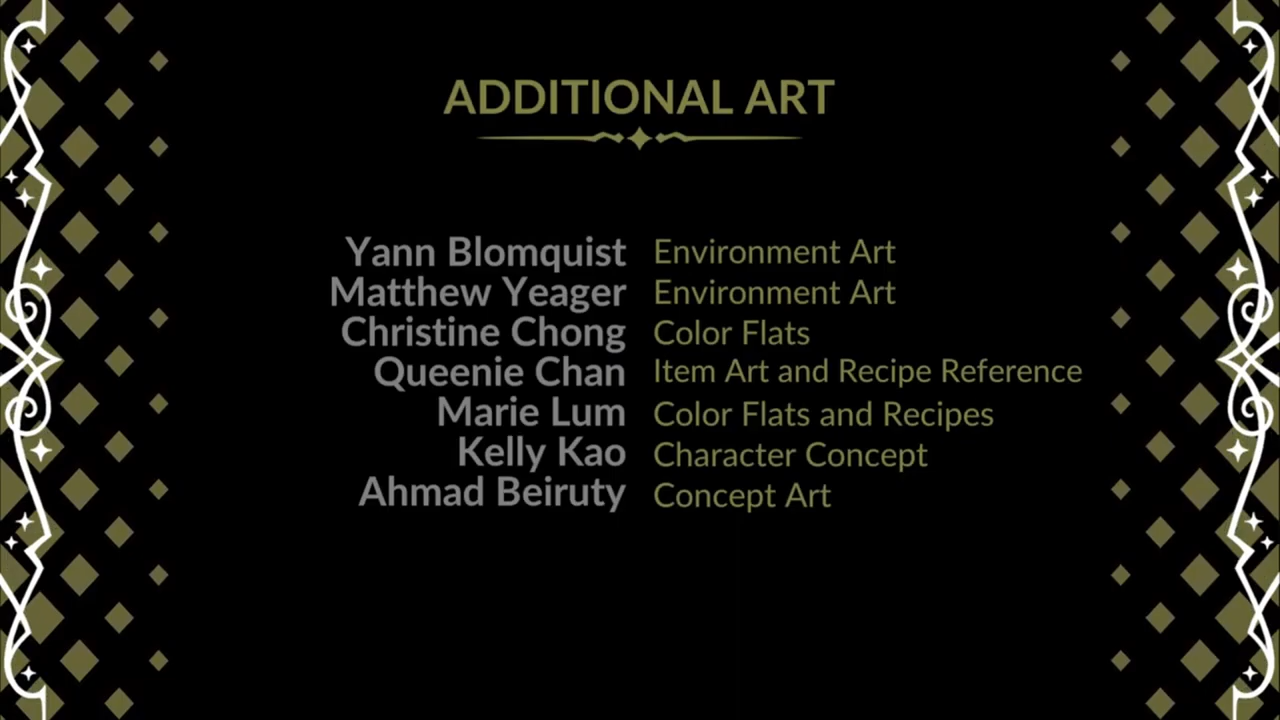 ADDITIONAL ART
Yann Blomquist Environment Art
Matthew Yeager Environment Art
Christine Chong Color Flats
Queenie Chan Item Art and Recipe Reference
Marie Lum Color Flats and Recipes
Kelly Kao Character Concept
Ahmad Beiruty Concept Art